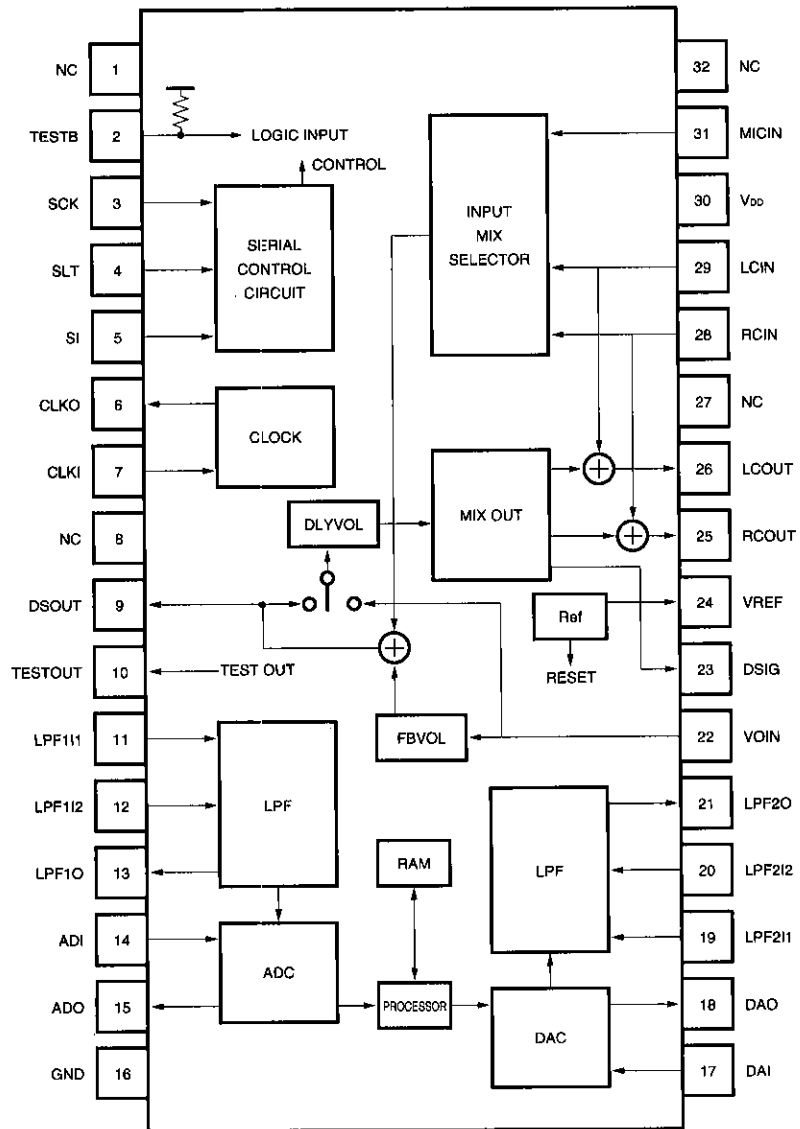 NC 1
32 NC
TESTB 2
LOGIC INPUT
31 MICIN
CONTROL
SCK 3
30 VDD
SERIAL
CONTROL
CIRCUIT
INPUT
MIX
SELECTOR
SLT 4
29 LCIN
SI 5
28 RCIN
CLKO 6
27 NC
CLOCK
CLKI 7
26 LCOUT
DLYVOL
MIX OUT
NC 8
25 RCOUT
DSOUT 9
24 VREF
Ref
TESTOUT 10
TEST OUT
RESET
23 DSIG
LPF1I1 11
FBVOL
22 VOIN
LPF
LPF1I2 12
21 LPF2O
LPF1O 13
RAM
LPF
20 LPF2I2
ADI 14
19 LPF2I1
ADC
ADO 15
PROCESSOR
18 DAO
DAC
GND 16
17 DAI